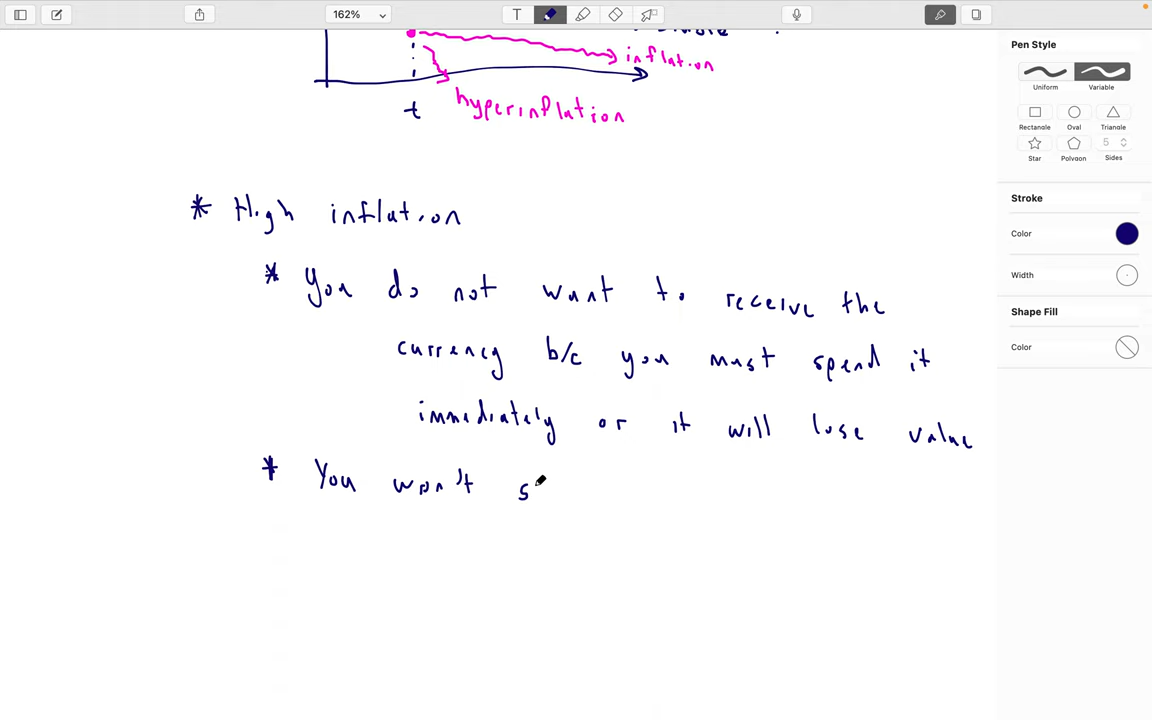 162%
inflation
hyperinflation
t
* High inflation
* You do not want to receive the
currency b/c you must spend it
immediately or it will lose value
* You won't s
Pen Style
Uniform Variable
Rectangle Oval Triangle
5
Star Polygon Sides
Stroke
Color
Width
Shape Fill
Color